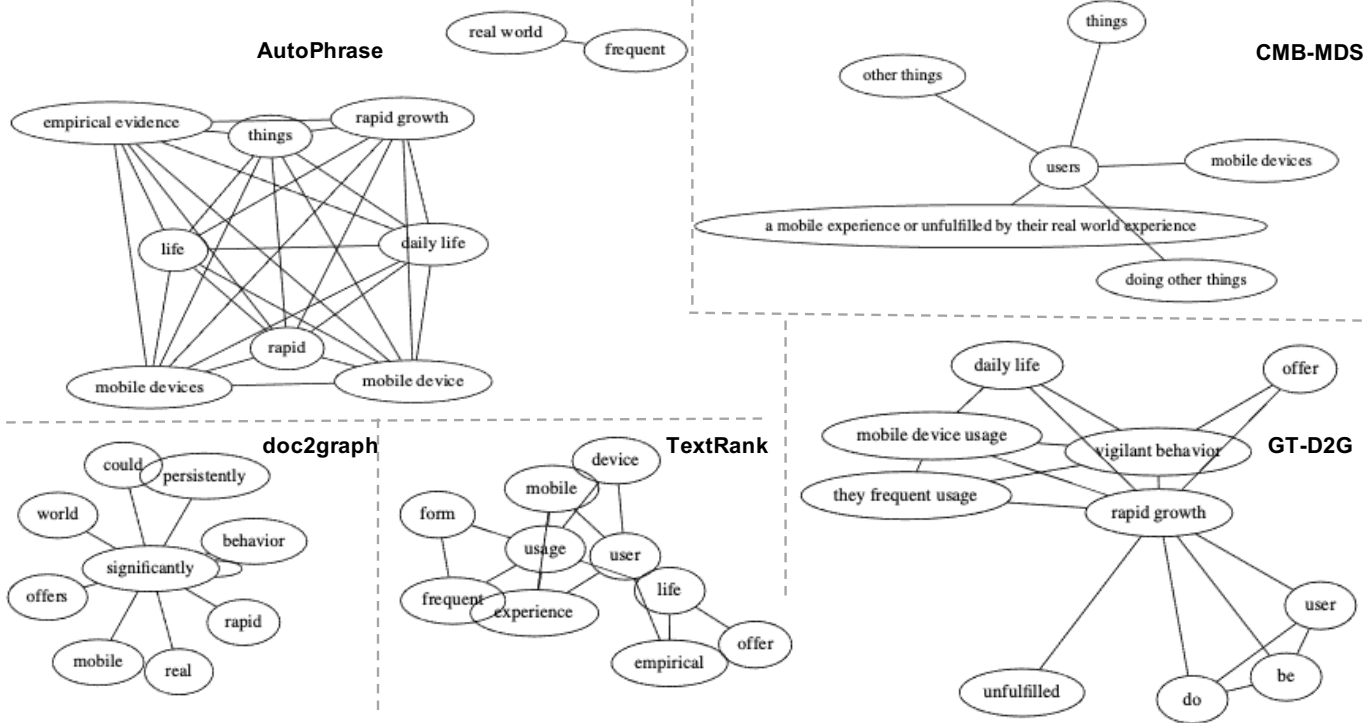 AutoPhrase
real world
frequent
empirical evidence
things
rapid growth
life
daily life
rapid
mobile devices
mobile device
CMB-MDS
things
other things
users
mobile devices
a mobile experience or unfulfilled by their real world experience
doing other things
doc2graph
could
persistently
world
behavior
significantly
offers
rapid
mobile
real
TextRank
device
mobile
form
usage
user
life
frequent
experience
offer
empirical
GT-D2G
daily life
offer
mobile device usage
vigilant behavior
they frequent usage
rapid growth
user
be
unfulfilled
do